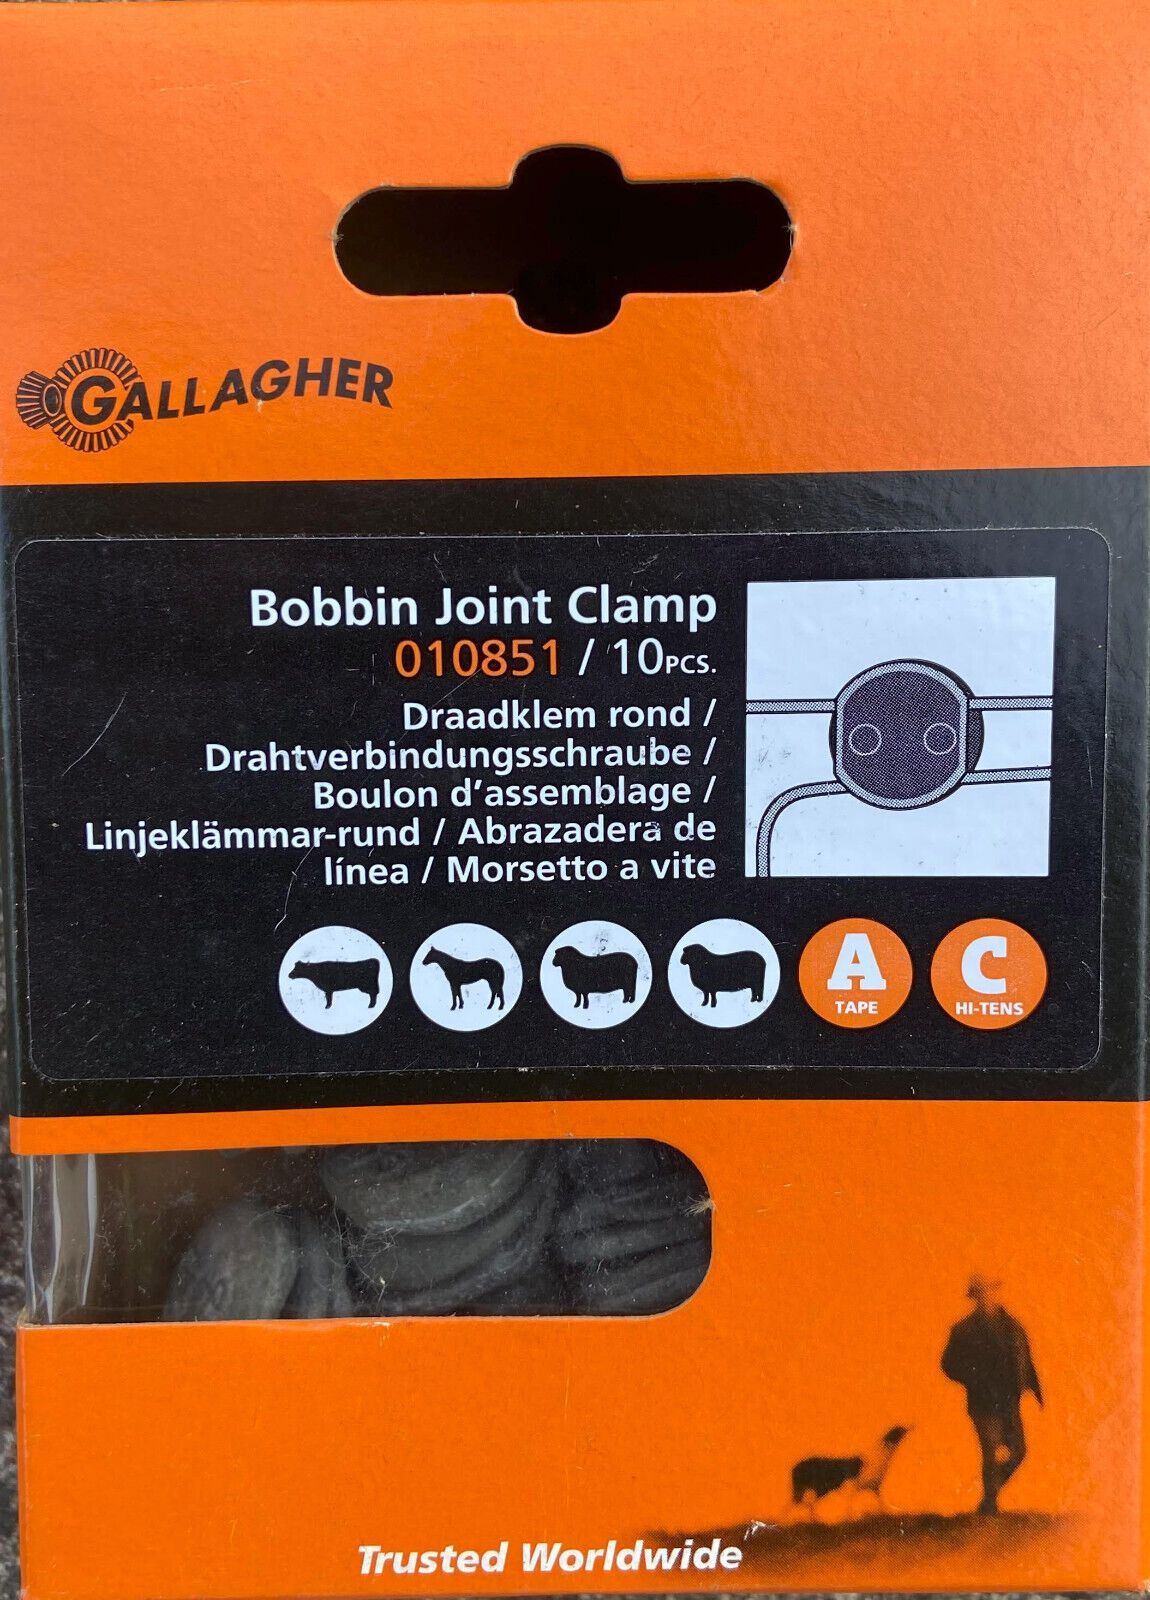 GALLAGHER
Bobbin Joint Clamp
010851 / 10PCS.
Draadklem rond /
Drahtverbindungsschraube /
Boulon d'assemblage /
Linjeklämmar-rund / Abrazadera de
línea / Morsetto a vite
A
TAPE
C
HI-TENS
Trusted Worldwide